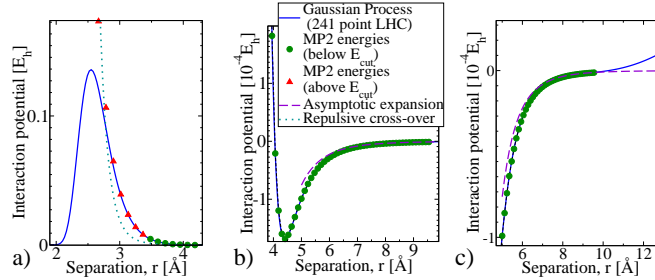 Interaction potential [E_h]
0.1
0
2
3
4
Separation, r [Å]
a)
Gaussian Process
(241 point LHC)
MP2 energies
(below E_cut)
MP2 energies
(above E_cut)
Asymptotic expansion
Repulsive cross-over
Interaction potential [10^-4 E_h]
1
0
-1
4
5
6
7
8
9
Separation, r [Å]
b)
Interaction potential [10^-4 E_h]
0
-1
6
8
10
12
Separation, r [Å]
c)